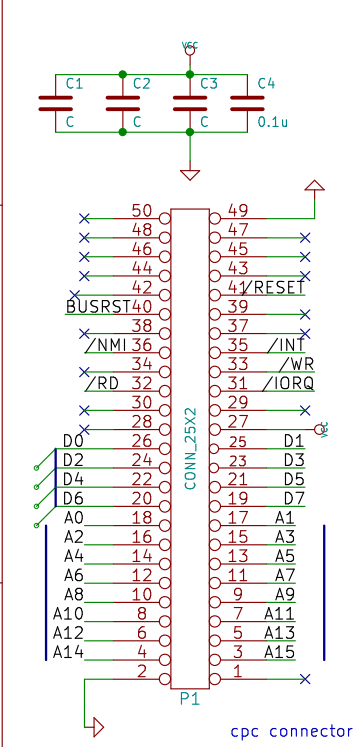 VCC
C1 C2 C3 C4
C C C 0.1u
50 49
48 47
46 45
44 43
42 41 /RESET
BUSRST 40 39
38 37
/NMI 36 35 /INT
34 33 /WR
/RD 32 31 /IORQ
30 29
28 27 VCC
D0 26 25 D1
D2 24 23 D3
D4 22 21 D5
D6 20 19 D7
A0 18 17 A1
A2 16 15 A3
A4 14 13 A5
A6 12 11 A7
A8 10 9 A9
A10 8 7 A11
A12 6 5 A13
A14 4 3 A15
2 1
CONN_25X2
P1
cpc connector